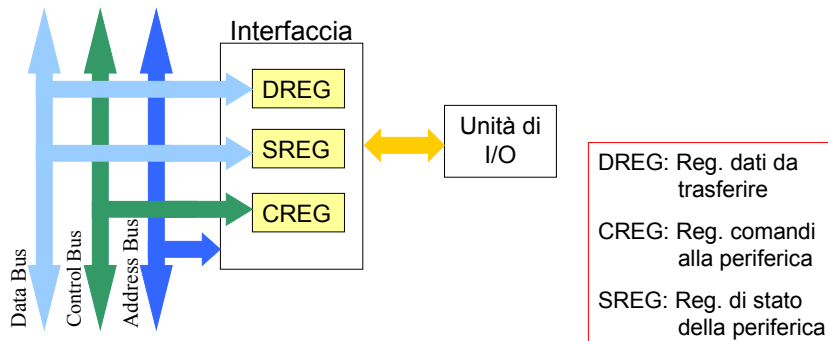 Interfaccia
DREG
SREG
CREG
Unità di
I/O
Data Bus
Control Bus
Address Bus
DREG: Reg. dati da
trasferire
CREG: Reg. comandi
alla periferica
SREG: Reg. di stato
della periferica